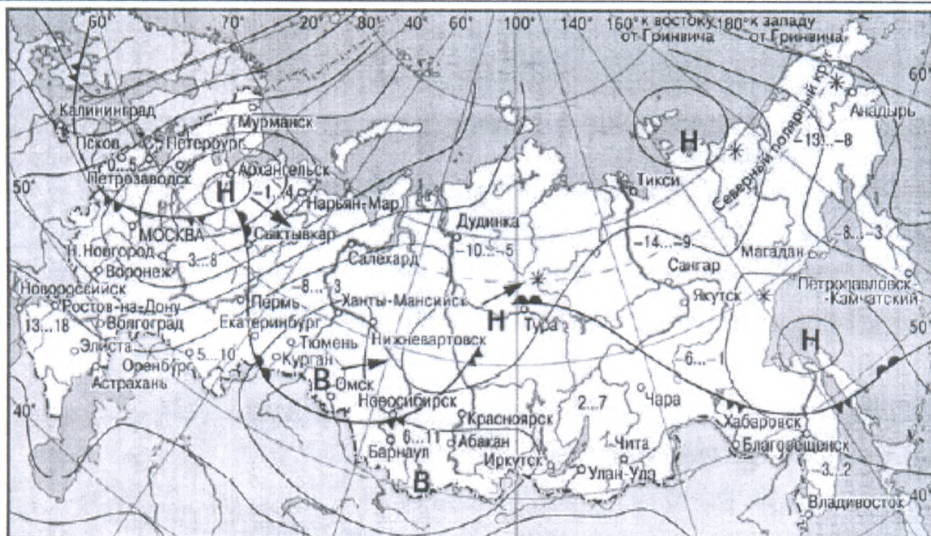 60° 70° 40° 60° 100° 140° 160° к востоку 180° к западу
от Гринвича от Гринвича
60°
Калининград
Мурманск
Анадырь
Северный полярный кр.
Псков Петербург
Н
–13...–8
0...5
Петрозаводск
Архангельск
50°
Н
–1...4
Тикси
Нарьян-Мар
МОСКВА
Сыктывкар
Дудинка
–10...–5
–14...–9
–8...–3
Н.Новгород
3...8
Салехард
Магадан
Воронеж
Сангар
Новороссийск
–8...–3
Петропавловск
-Камчатский
Ростов-на-Дону
Пермь
Ханты-Мансийск
Якутск
Волгоград
Екатеринбург
Н
Тура
50°
13...18
Нижневартовск
Н
Элиста
Тюмень
5...10
Оренбург
Курган
–6...–1
Астрахань
В
Омск
2...7
Чара
40°
Новосибирск
Красноярск
Хабаровск
6...11
Абакан
Чита
Благовещенск
Барнаул
Иркутск
Улан-Удэ
–3...2
В
Владивосток
40°